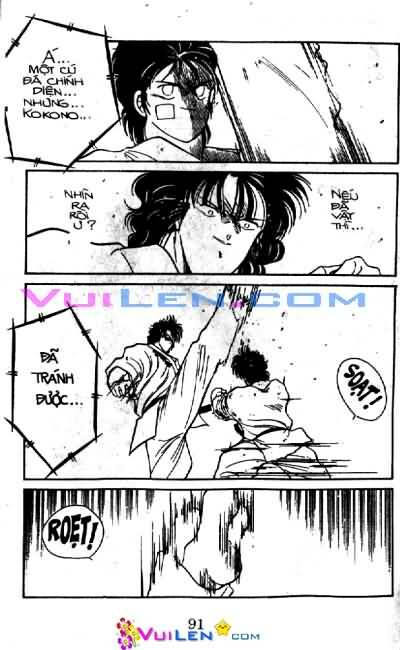 Á...
MỘT CÚ
ĐÁ CHÍNH
DIỆN...
NHƯNG...
KOKONO...
NHÌN
RA
RỒI
Ư?
NẾU
ĐÃ
VẬY
THÌ...
VUILEN.COM
ĐÃ
TRÁNH
ĐƯỢC...
SOẠT!
ROẸT!
91
VUILEN.COM